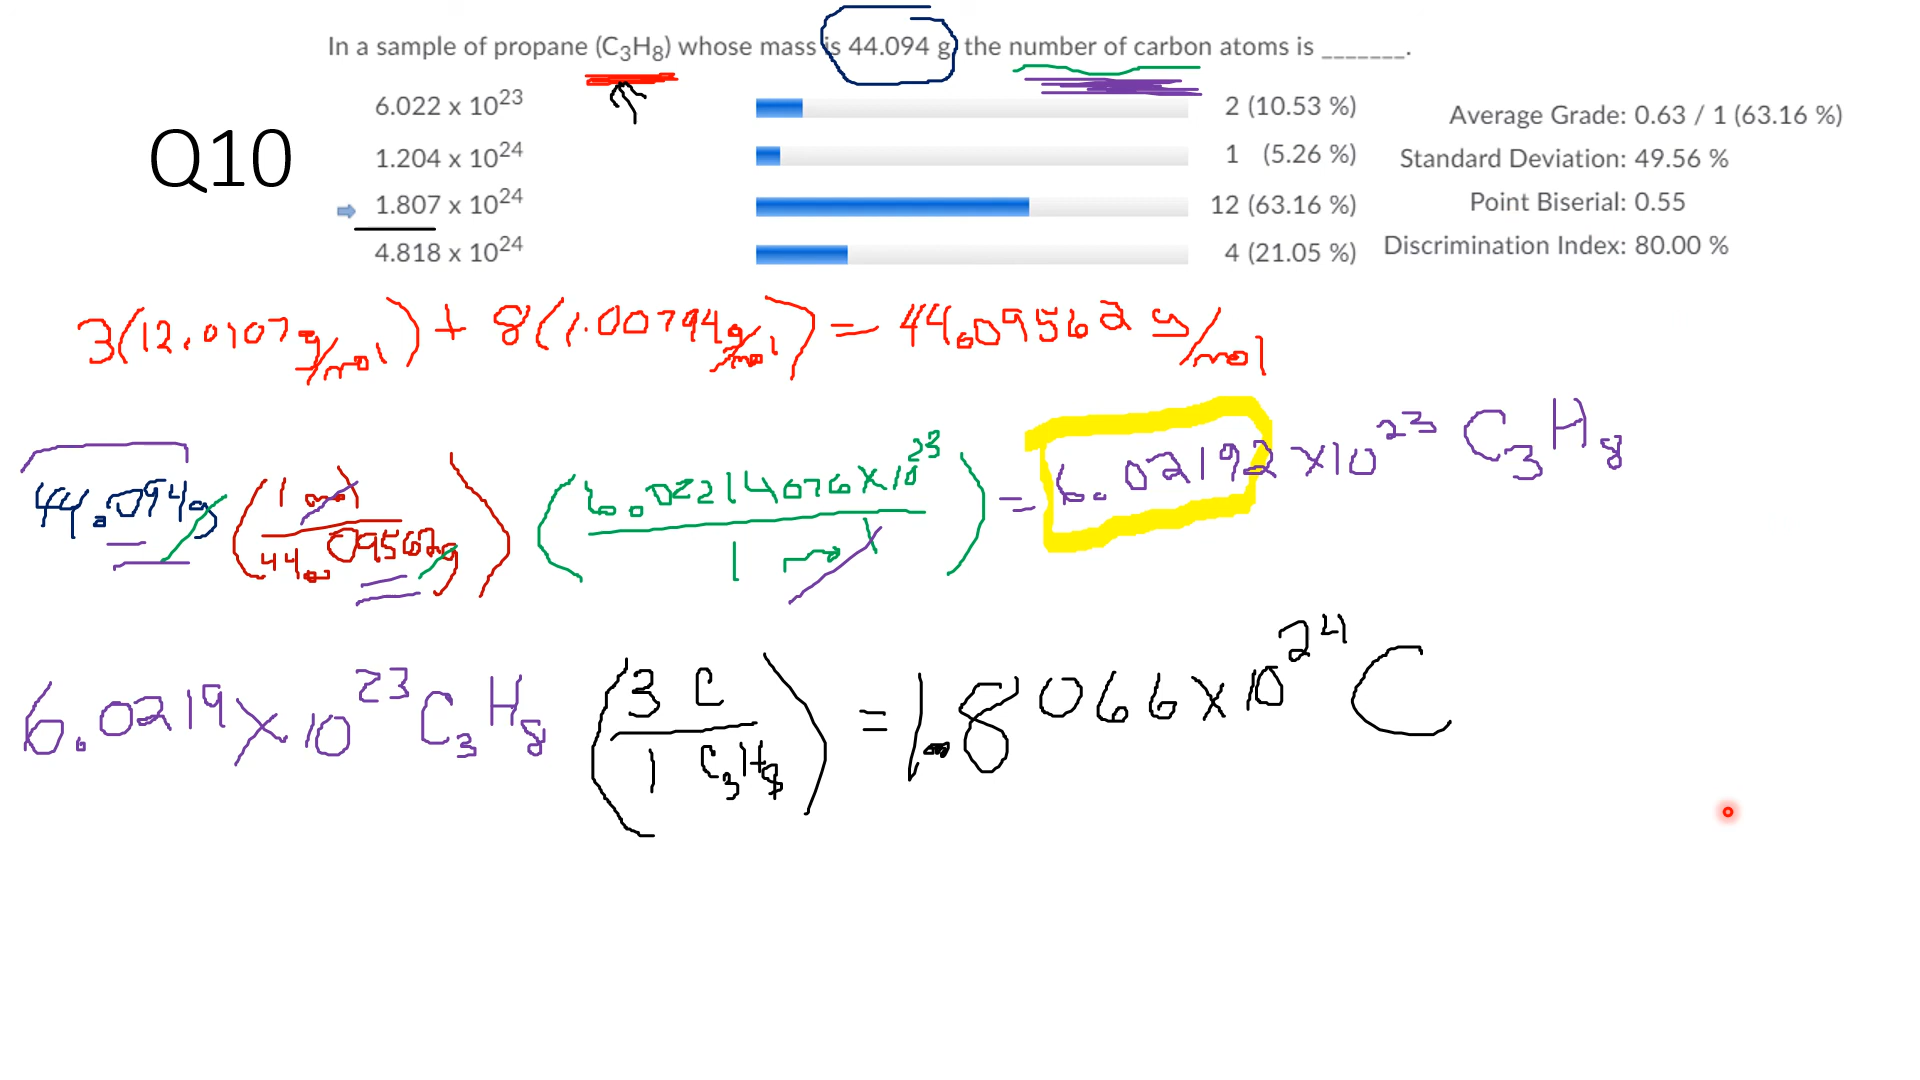 In a sample of propane (C3H8) whose mass is 44.094 g, the number of carbon atoms is _______.
Q10
6.022 x 10^23 2 (10.53 %)
1.204 x 10^24 1 (5.26 %)
1.807 x 10^24 12 (63.16 %)
4.818 x 10^24 4 (21.05 %)
Average Grade: 0.63 / 1 (63.16 %)
Standard Deviation: 49.56 %
Point Biserial: 0.55
Discrimination Index: 80.00 %
3(12.0107 g/mol) + 8(1.00794 g/mol) = 44.09562 g/mol
44.094g (1 mol / 44.09562g) (6.02214076 x 10^23 / 1 mol) = 6.02192 x 10^23 C3H8
6.0219 x 10^23 C3H8 (3 C / 1 C3H8) = 1.8066 x 10^24 C